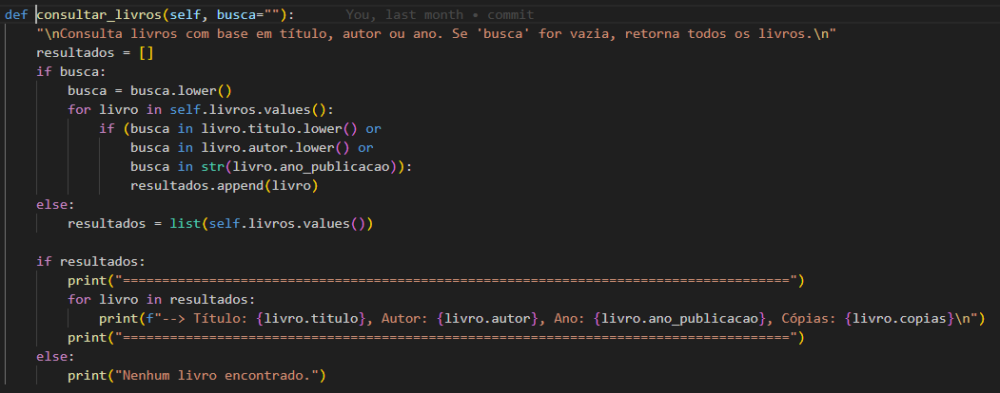 def consultar_livros(self, busca=""):    You, last month • commit
    "\nConsulta livros com base em título, autor ou ano. Se 'busca' for vazia, retorna todos os livros.\n"
    resultados = []
    if busca:
        busca = busca.lower()
        for livro in self.livros.values():
            if (busca in livro.titulo.lower() or
                busca in livro.autor.lower() or
                busca in str(livro.ano_publicacao)):
                resultados.append(livro)
    else:
        resultados = list(self.livros.values())

    if resultados:
        print("=====================================================================================")
        for livro in resultados:
            print(f"--> Título: {livro.titulo}, Autor: {livro.autor}, Ano: {livro.ano_publicacao}, Cópias: {livro.copias}\n")
        print("=====================================================================================")
    else:
        print("Nenhum livro encontrado.")